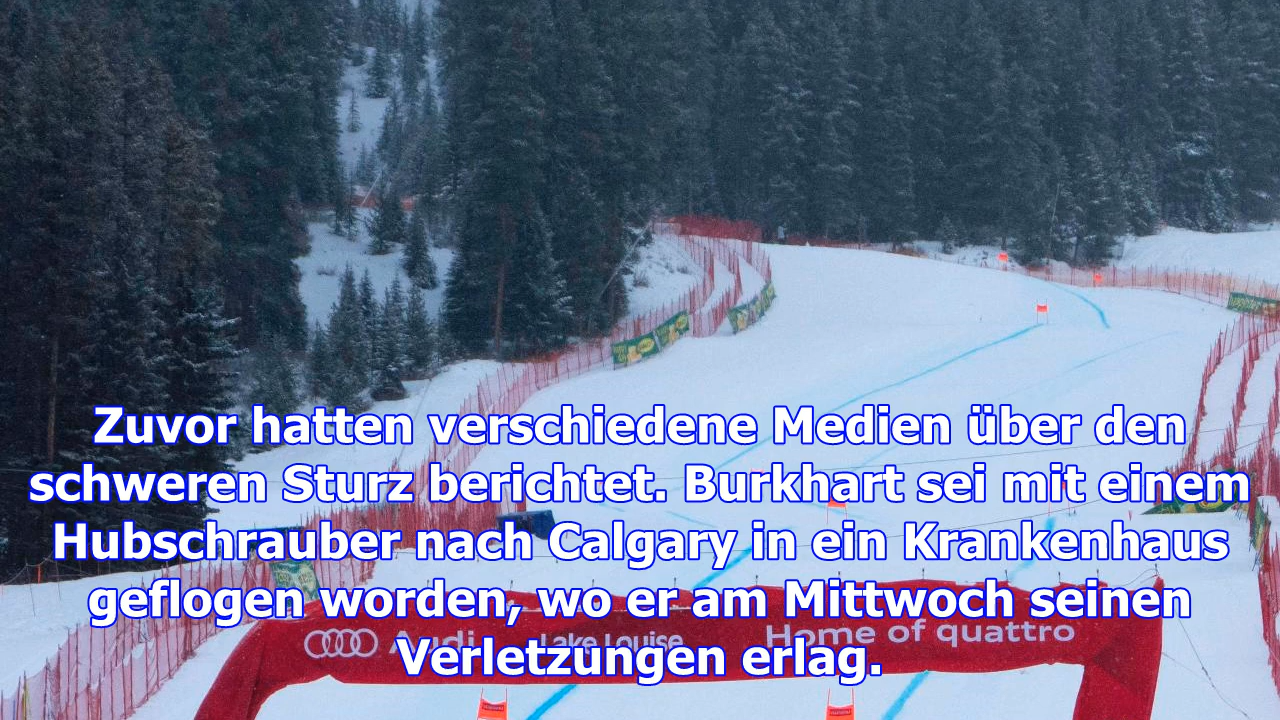 Zuvor hatten verschiedene Medien über den
schweren Sturz berichtet. Burkhart sei mit einem
Hubschrauber nach Calgary in ein Krankenhaus
geflogen worden, wo er am Mittwoch seinen
Verletzungen erlag.
Audi Lake Louise Home of quattro